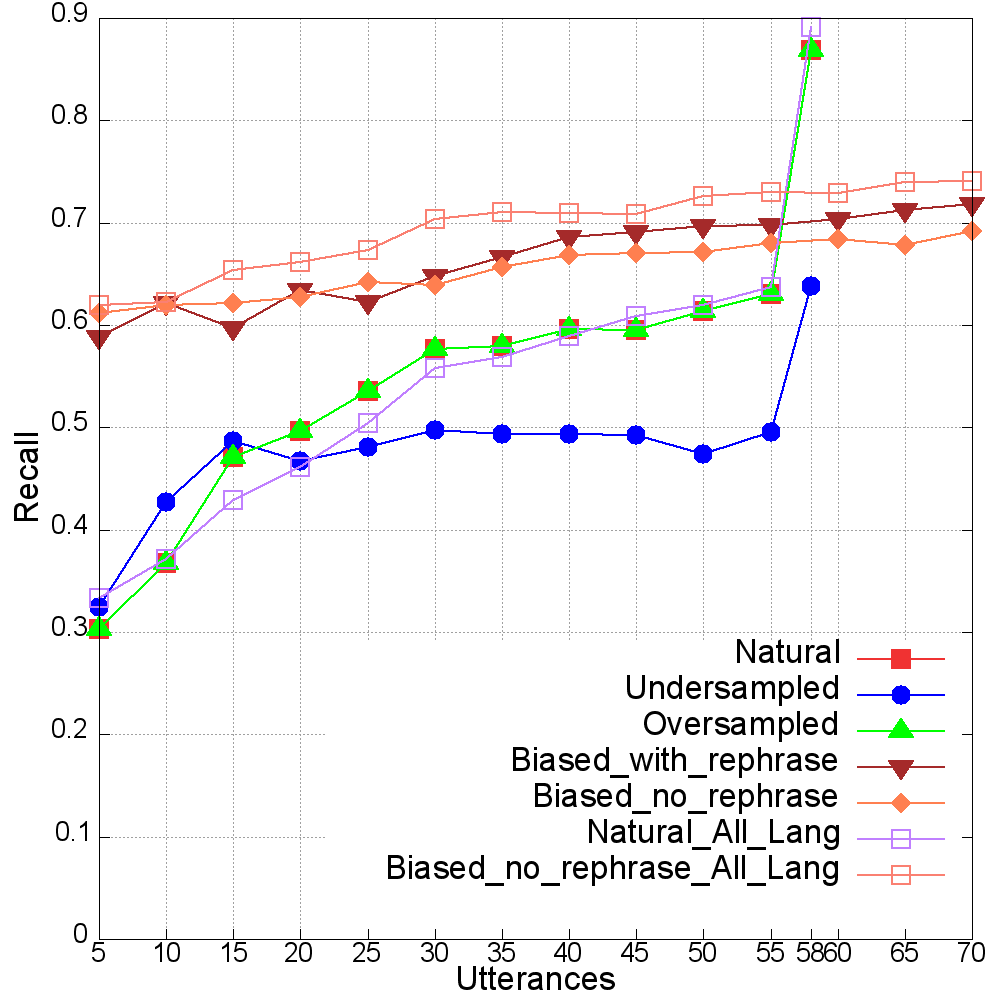 0.9
0.8
0.7
0.6
0.5
0.4
0.3
0.2
0.1
0
Recall
Natural
Undersampled
Oversampled
Biased_with_rephrase
Biased_no_rephrase
Natural_All_Lang
Biased_no_rephrase_All_Lang
5 10 15 20 25 30 35 40 45 50 55 58 60 65 70
Utterances